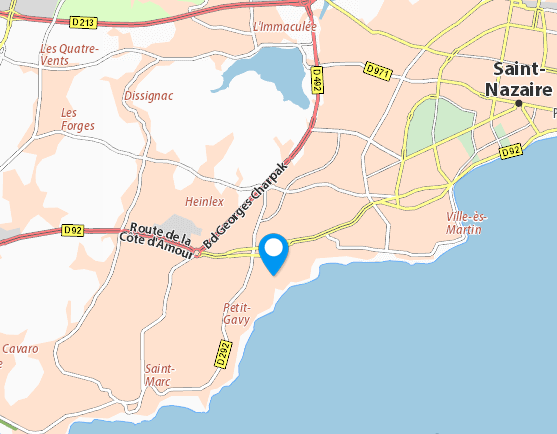 D213
L'Immaculée
Les Quatre-
Vents
D492
D971
Saint-
Nazaire
Dissignac
Les
Forges
D92
Bd Georges Charpak
Heinlex
Ville-ès-
Martin
D92
Route de la
Côte d'Amour
Petit-
Gavy
D292
Cavaro
Saint-
Marc